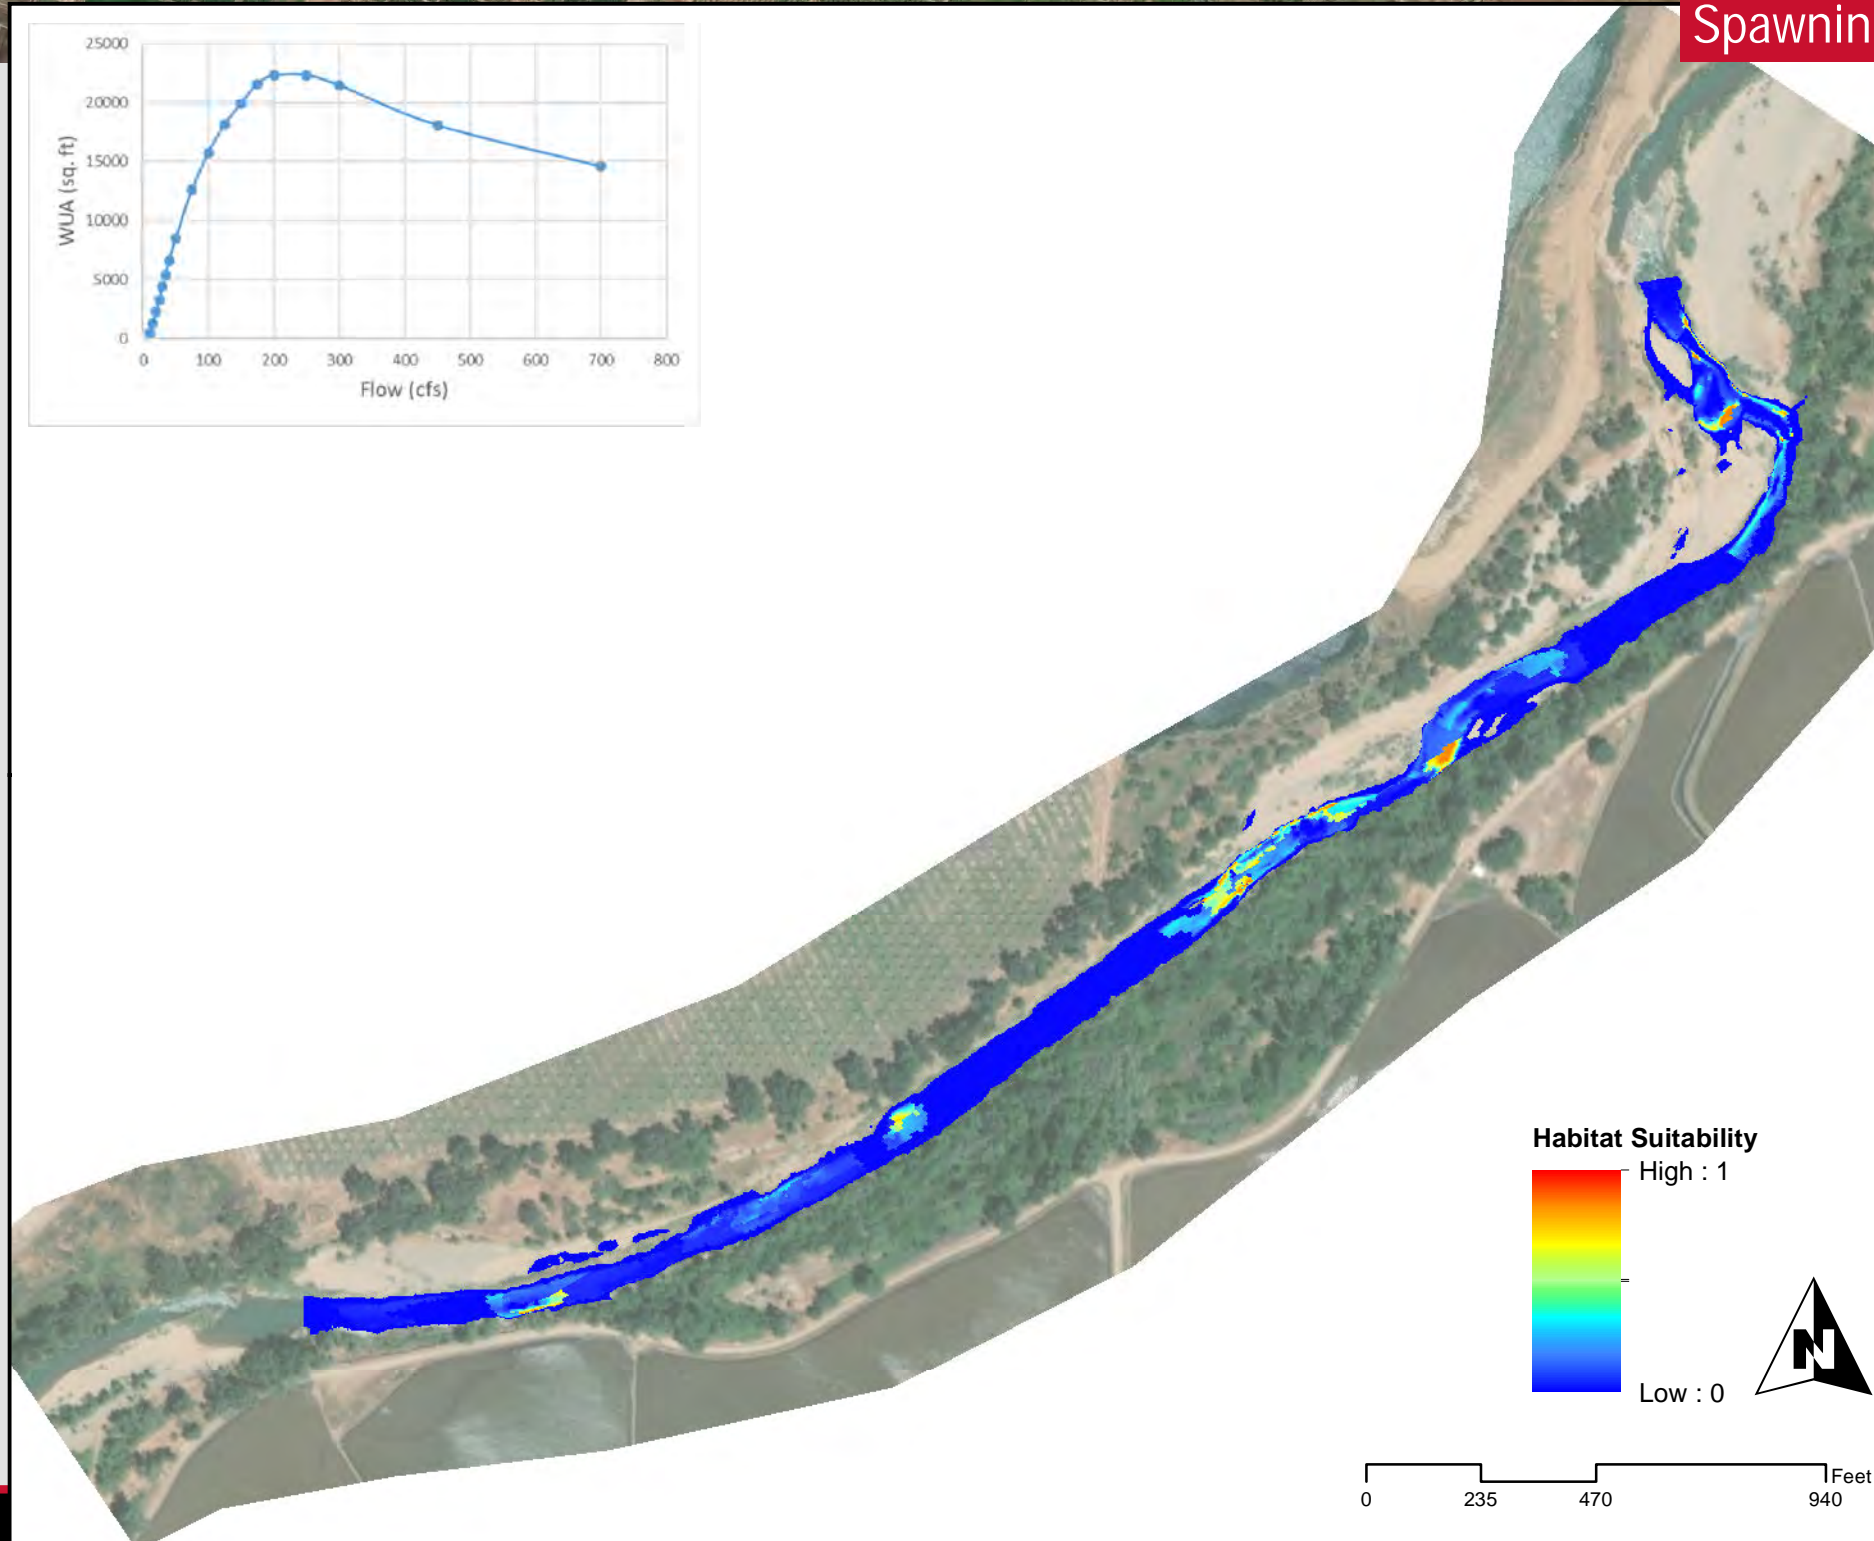 Spawnin
25000
20000
15000
10000
5000
0
WUA (sq. ft)
0 100 200 300 400 500 600 700 800
Flow (cfs)
Habitat Suitability
High : 1
Low : 0
N
Feet
0 235 470 940